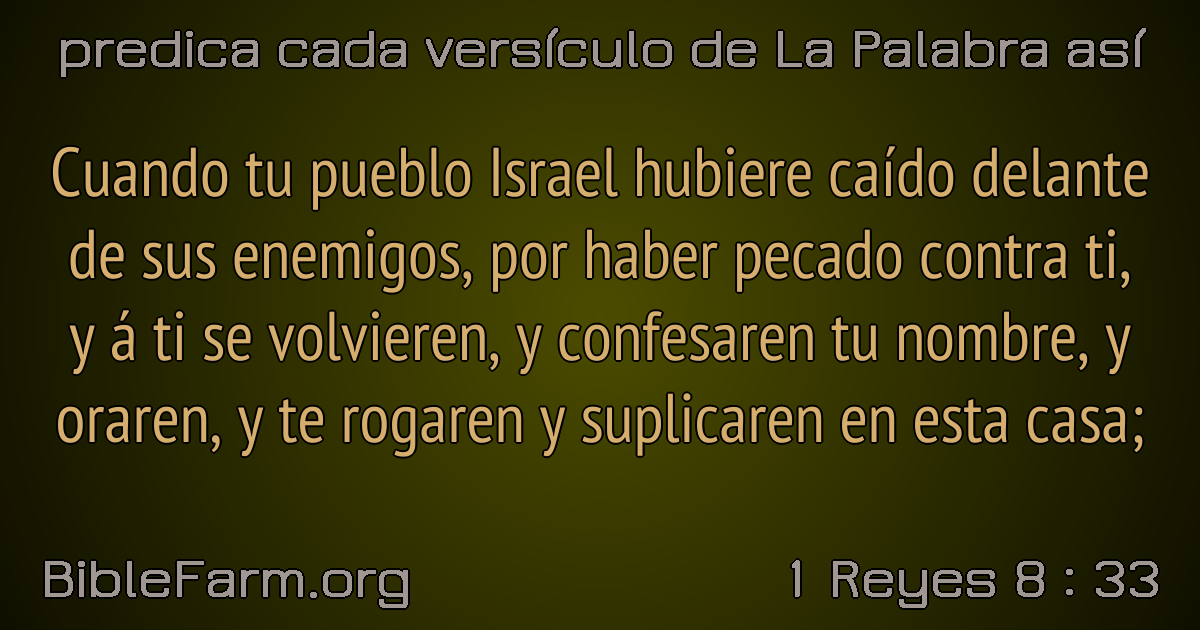 predica cada versículo de La Palabra así
Cuando tu pueblo Israel hubiere caído delante
de sus enemigos, por haber pecado contra ti,
y á ti se volvieren, y confesaren tu nombre, y
oraren, y te rogaren y suplicaren en esta casa;
BibleFarm.org
1 Reyes 8 : 33